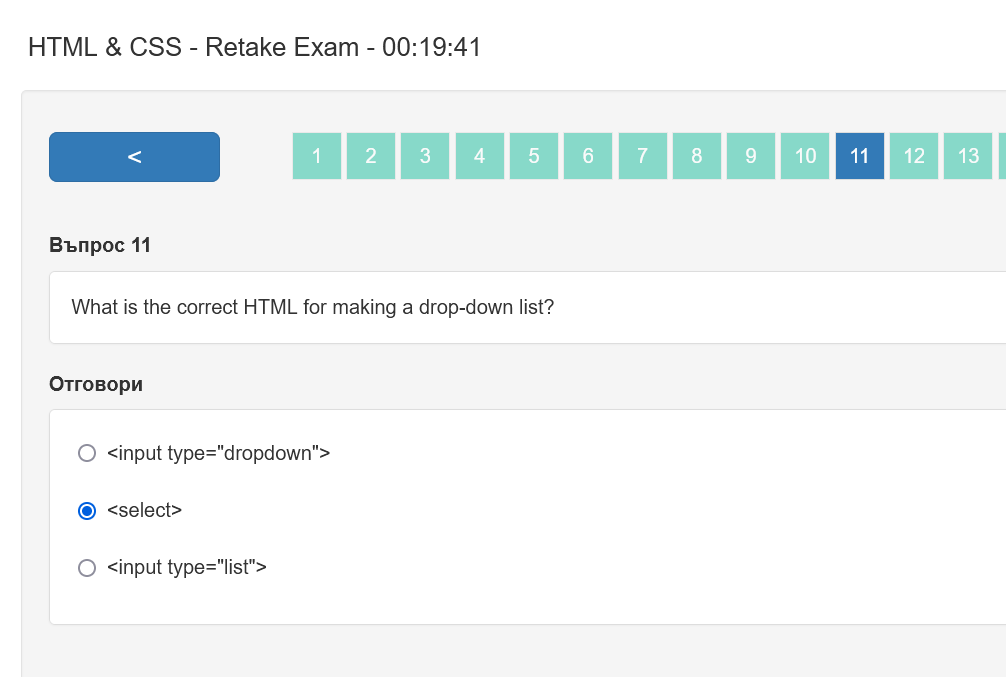 HTML & CSS - Retake Exam - 00:19:41
< 1 2 3 4 5 6 7 8 9 10 11 12 13
Въпрос 11
What is the correct HTML for making a drop-down list?
Отговори
<input type="dropdown">
<select>
<input type="list">